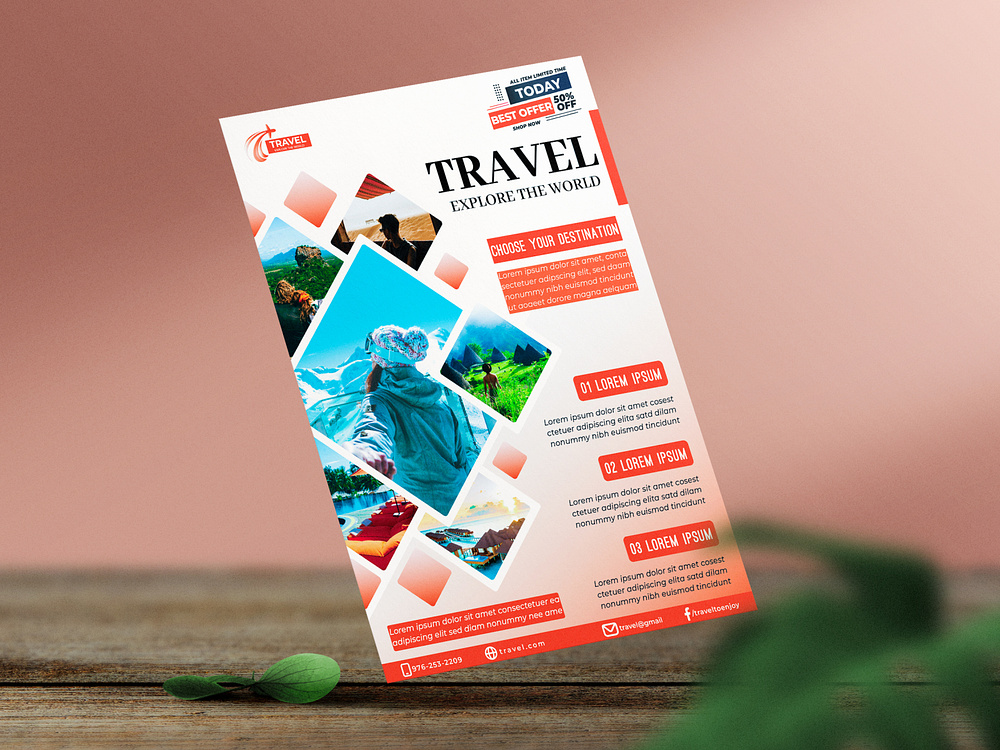 TRAVEL
ALL ITEM LIMITED TIME
TODAY
BEST OFFER
50%
OFF
SHOP NOW
TRAVEL
EXPLORE THE WORLD
CHOOSE YOUR DESTINATION
Lorem ipsum dolor sit amet, conta
sectetuer adipiscing elit, sed daam
nonummy nibh euismod tincidunt
ut aoaeet dorore magna aelquam
01 LOREM IPSUM
Lorem ipsum dolor sit amet cosest
ctetuer adipiscing elita satd dilam
nonummy nibh euismod tincidunt
02 LOREM IPSUM
Lorem ipsum dolor sit amet cosest
ctetuer adipiscing elita satd dilam
nonummy nibh euismod tincidunt
03 LOREM IPSUM
Lorem ipsum dolor sit amet cosest
ctetuer adipiscing elita satd dilam
nonummy nibh euismod tincidunt
Lorem ipsum dolor sit amet consectetuer ea
adipiscing elit, sed diam nonummy nibh eme aw
976-253-2209
travel.com
travel@gmail
/traveltoenjoy